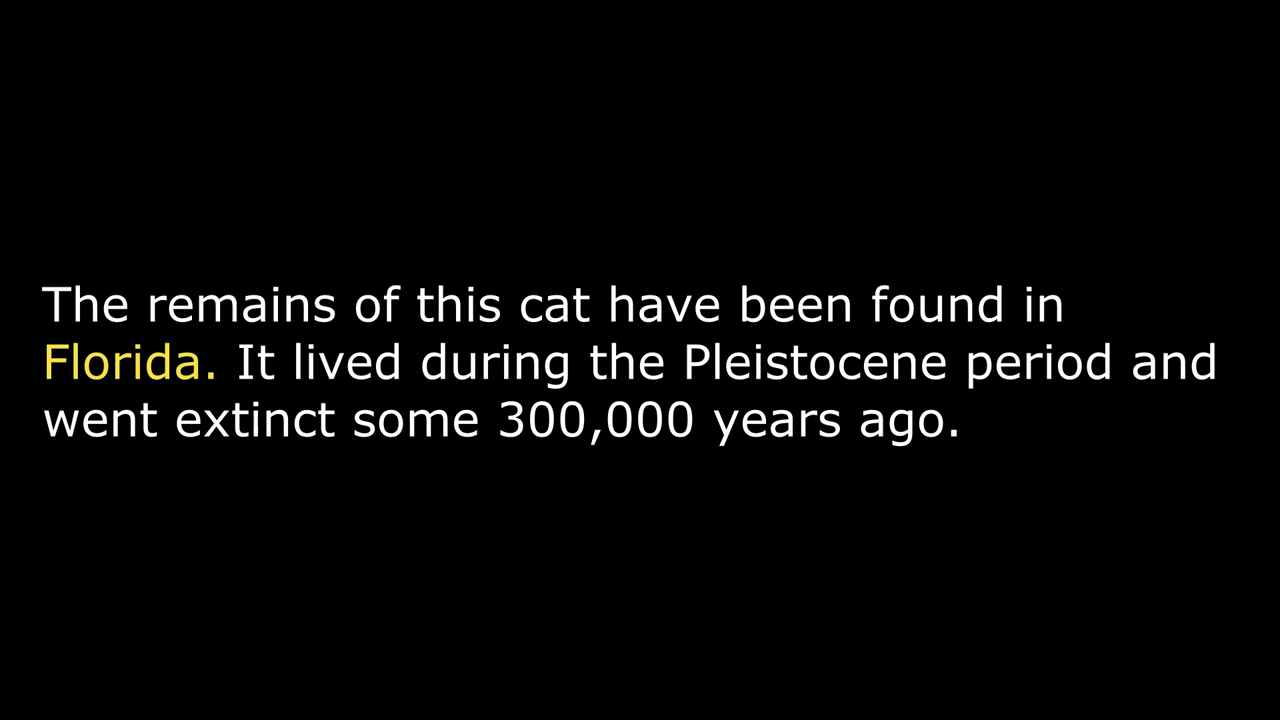 The remains of this cat have been found in
Florida. It lived during the Pleistocene period and
went extinct some 300,000 years ago.